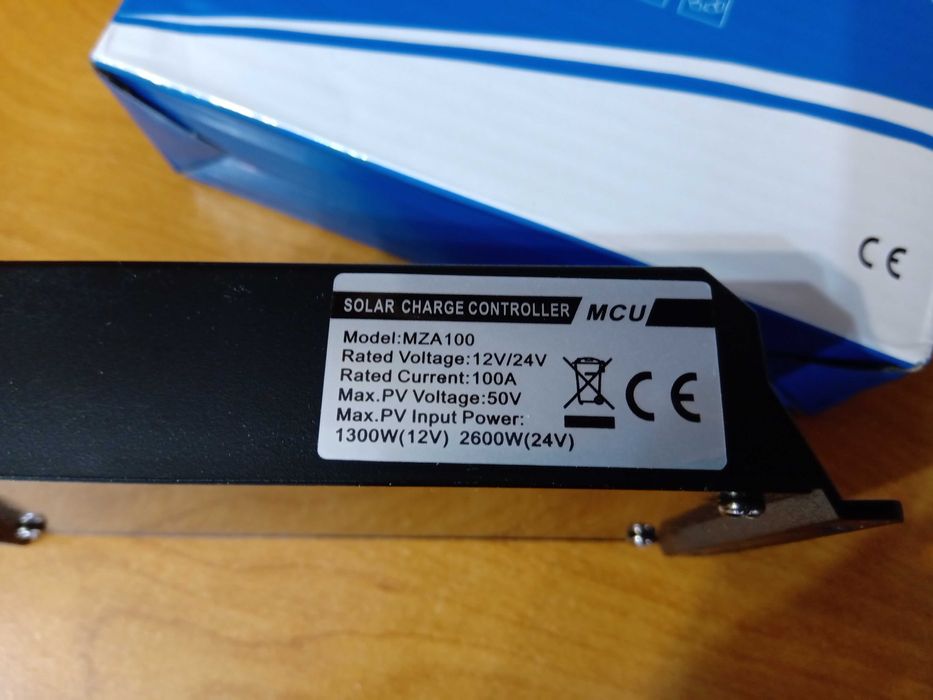 SOLAR CHARGE CONTROLLER MCU
Model:MZA100
Rated Voltage:12V/24V
Rated Current:100A
Max.PV Voltage:50V
Max.PV Input Power:
1300W(12V) 2600W(24V)
CE
CE